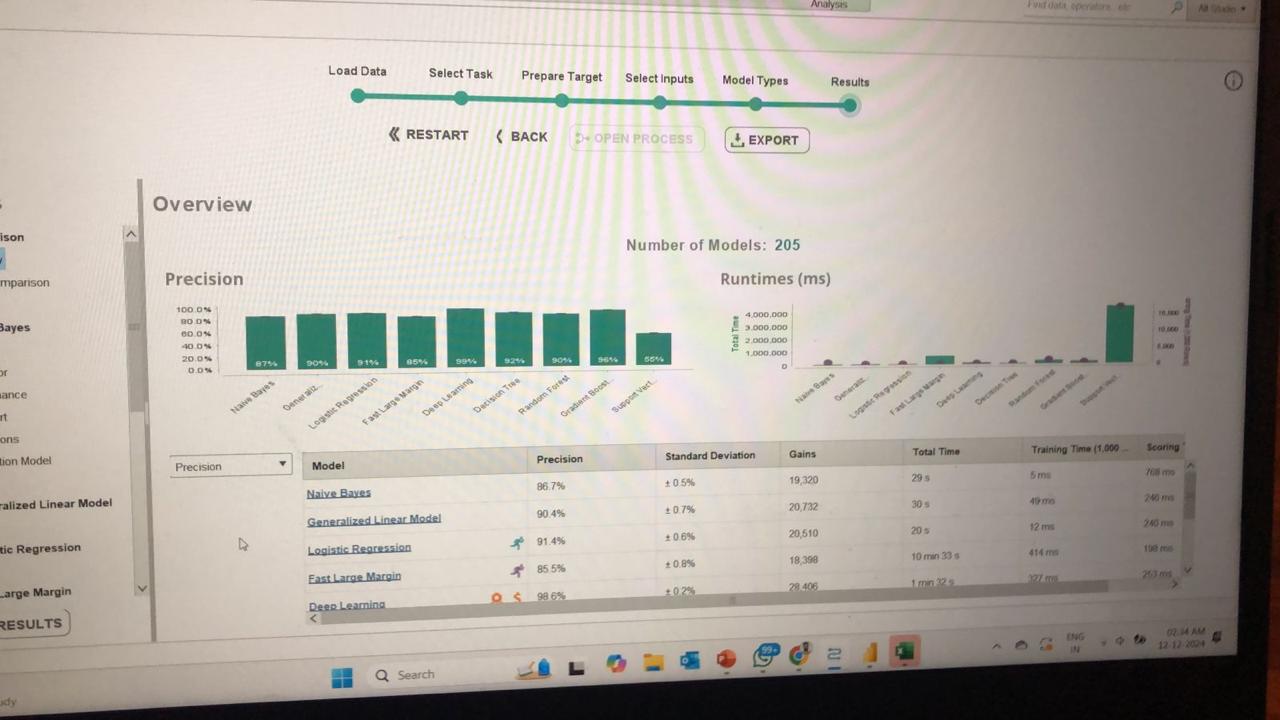 Analysis
Find data, operators...etc
All Studio
Load Data
Select Task
Prepare Target
Select Inputs
Model Types
Results
RESTART
BACK
OPEN PROCESS
EXPORT
Overview
Number of Models: 205
Precision
Runtimes (ms)
100.0%
80.0%
60.0%
40.0%
20.0%
0.0%
87%
90%
91%
85%
99%
92%
90%
96%
55%
Naive Bayes
Generaliz...
Logistic Regression
Fast Large Margin
Deep Learning
Decision Tree
Random Forest
Gradient Boost...
Support Vect...
Total Time
4,000,000
3,000,000
2,000,000
1,000,000
0
Naive Bayes
Generaliz...
Logistic Regression
Fast Large Margin
Deep Learning
Decision Tree
Random Forest
Gradient Boost...
Support Vect...
15,000
10,000
5,000
0
ison
mparison
Bayes
or
ance
rt
ons
tion Model
ralized Linear Model
tic Regression
Large Margin
RESULTS
Precision
Model Precision Standard Deviation Gains Total Time Training Time (1,000 ... Scoring
Naive Bayes 86.7% ± 0.5% 19,320 29 s 5 ms 768 ms
Generalized Linear Model 90.4% ± 0.7% 20,732 30 s 49 ms 246 ms
Logistic Regression 91.4% ± 0.6% 20,510 20 s 12 ms 240 ms
Fast Large Margin 85.5% ± 0.8% 18,398 10 min 33 s 414 ms 198 ms
Deep Learning 98.6% ± 0.2% 28,406 1 min 32 s 327 ms 253 ms
Search
99+
ENG
IN
02:34 AM
12-12-2024
udy